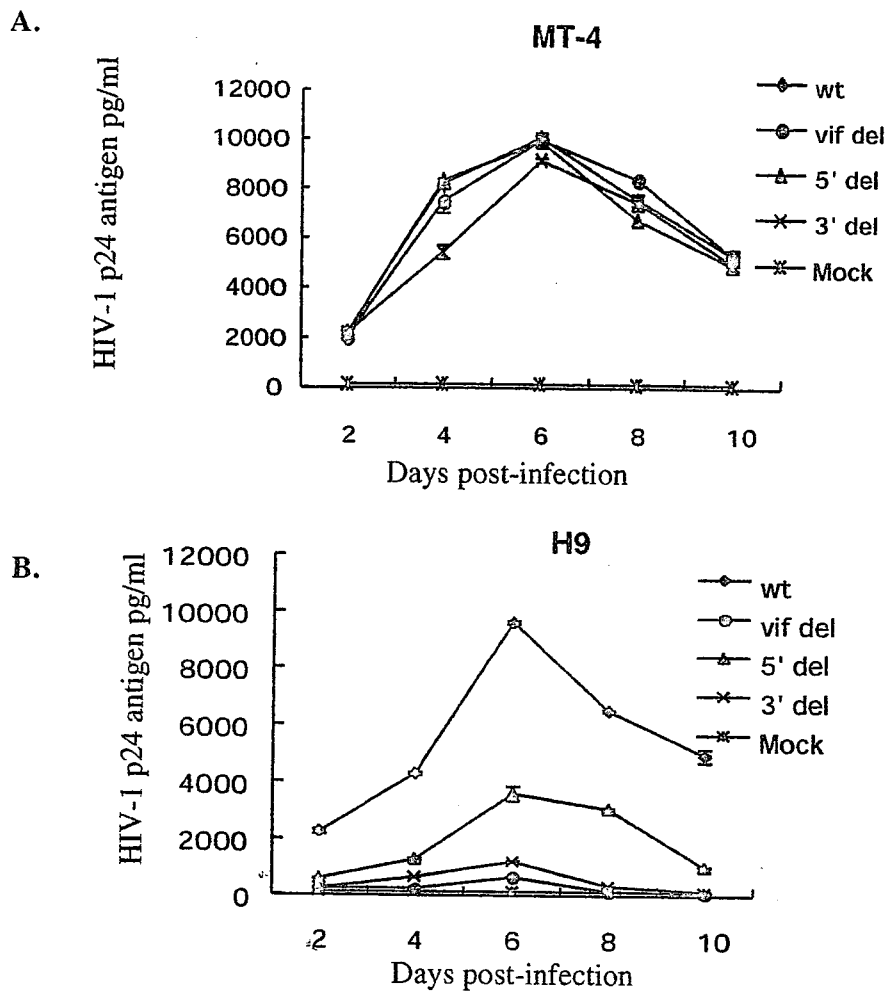 A.
MT-4
HIV-1 p24 antigen pg/ml
12000
10000
8000
6000
4000
2000
0
2 4 6 8 10
Days post-infection
wt
vif del
5' del
3' del
Mock
B.
H9
HIV-1 p24 antigen pg/ml
12000
10000
8000
6000
4000
2000
0
2 4 6 8 10
Days post-infection
wt
vif del
5' del
3' del
Mock